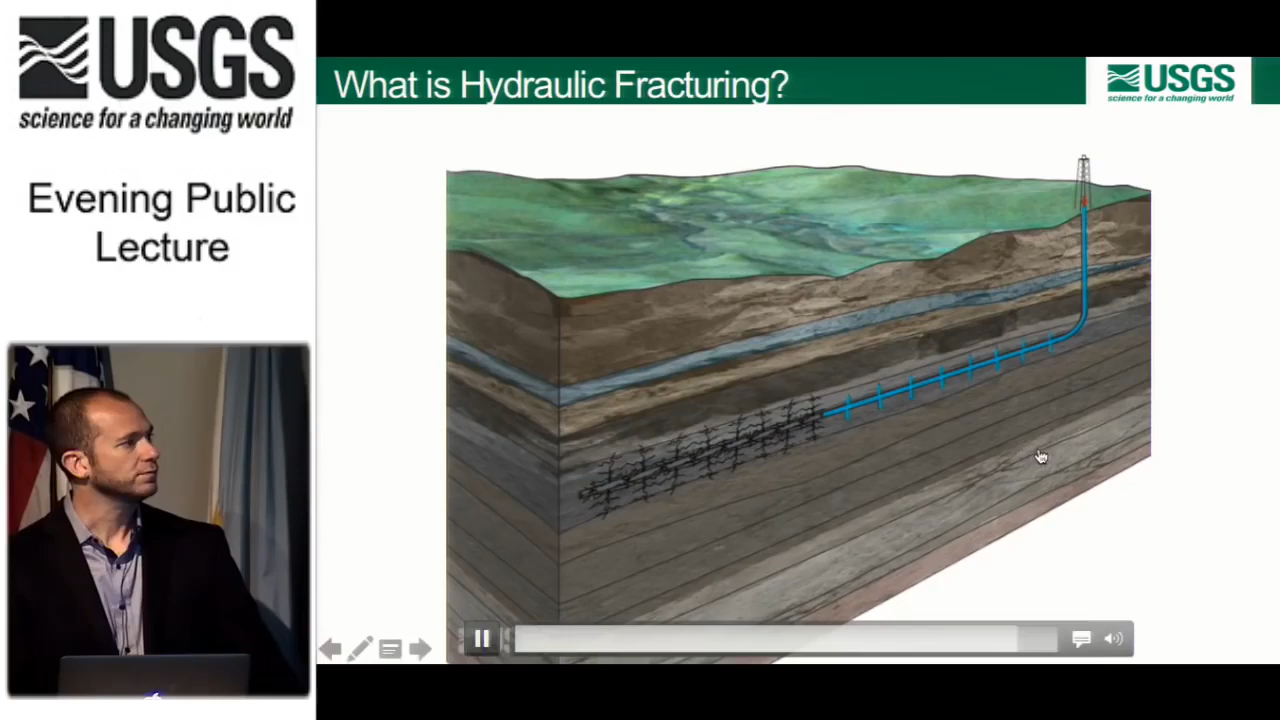 USGS
science for a changing world
Evening Public
Lecture
What is Hydraulic Fracturing?
USGS
science for a changing world